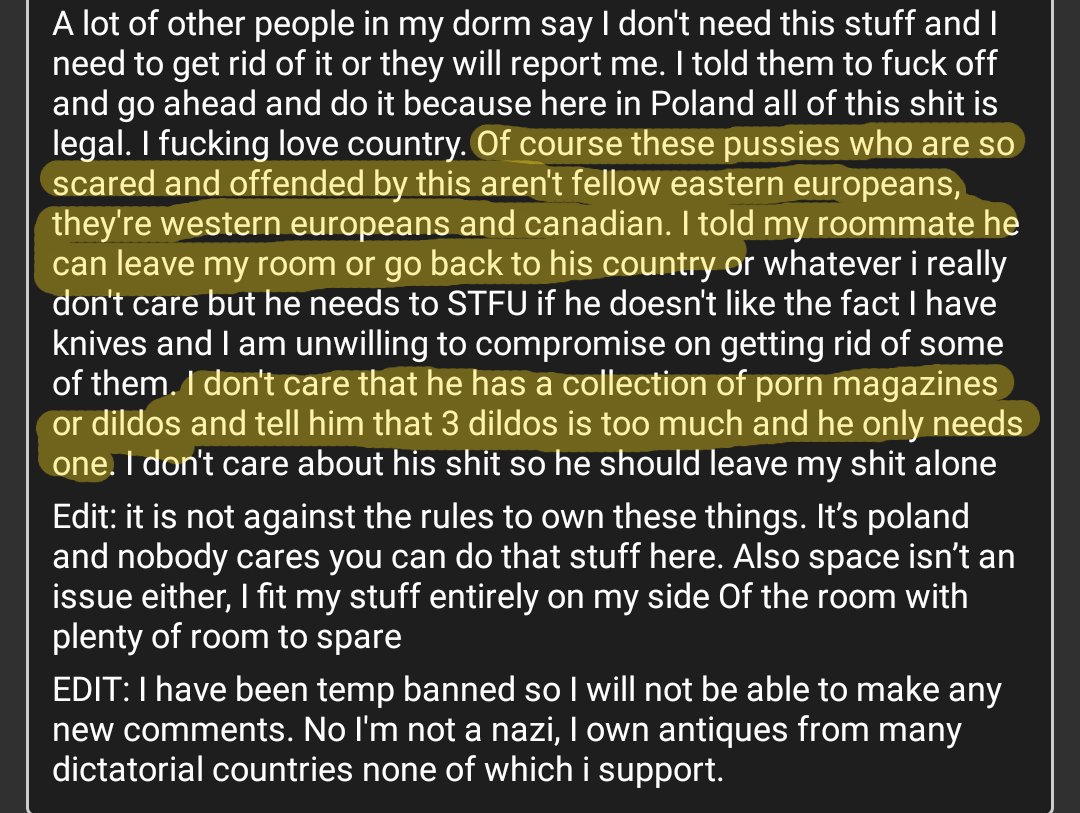 A lot of other people in my dorm say I don't need this stuff and I
need to get rid of it or they will report me. I told them to fuck off
and go ahead and do it because here in Poland all of this shit is
legal. I fucking love country. Of course these pussies who are so
scared and offended by this aren't fellow eastern europeans,
they're western europeans and canadian. I told my roommate he
can leave my room or go back to his country or whatever i really
don't care but he needs to STFU if he doesn't like the fact I have
knives and I am unwilling to compromise on getting rid of some
of them. I don't care that he has a collection of porn magazines
or dildos and tell him that 3 dildos is too much and he only needs
one. I don't care about his shit so he should leave my shit alone
Edit: it is not against the rules to own these things. It’s poland
and nobody cares you can do that stuff here. Also space isn’t an
issue either, I fit my stuff entirely on my side Of the room with
plenty of room to spare
EDIT: I have been temp banned so I will not be able to make any
new comments. No I'm not a nazi, I own antiques from many
dictatorial countries none of which i support.